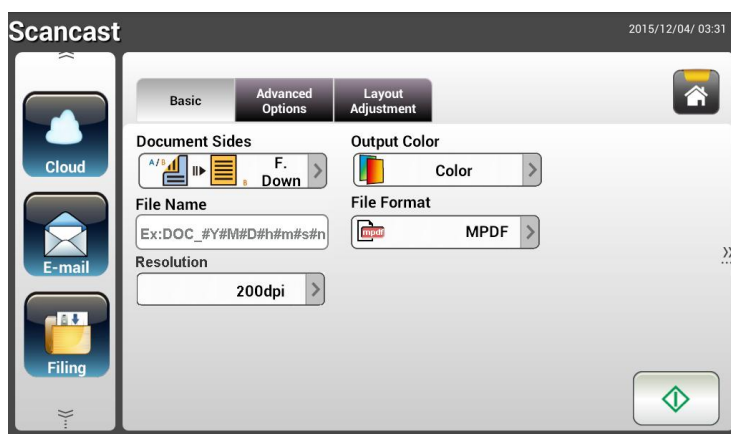 Scancast
2015/12/04/ 03:31
Cloud
E-mail
Filing
Basic
Advanced
Options
Layout
Adjustment
Document Sides
A/B
B
F.
Down
Output Color
Color
File Name
Ex:DOC_#Y#M#D#h#m#s#n
File Format
mpdf
MPDF
Resolution
200dpi